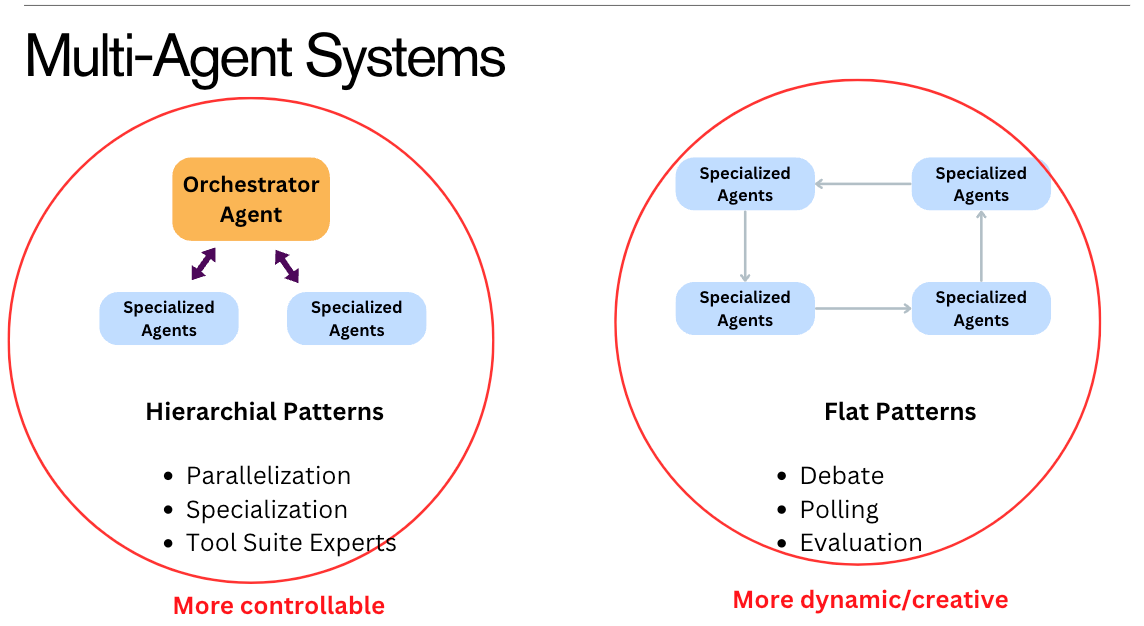 Multi-Agent Systems
Orchestrator
Agent
Specialized
Agents
Specialized
Agents
Hierarchial Patterns
• Parallelization
• Specialization
• Tool Suite Experts
More controllable
Specialized
Agents
Specialized
Agents
Specialized
Agents
Specialized
Agents
Flat Patterns
• Debate
• Polling
• Evaluation
More dynamic/creative